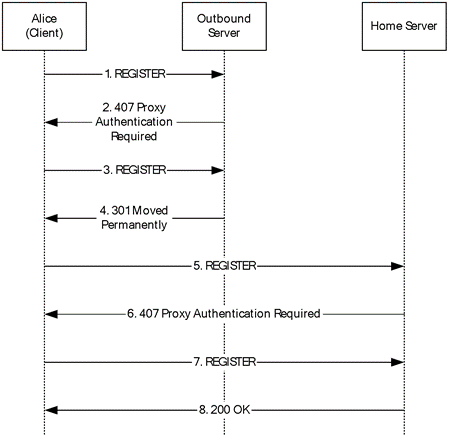 Alice
(Client)
Outbound
Server
Home Server
1. REGISTER
2. 407 Proxy
Authentication
Required
3. REGISTER
4. 301 Moved
Permanently
5. REGISTER
6. 407 Proxy Authentication Required
7. REGISTER
8. 200 OK